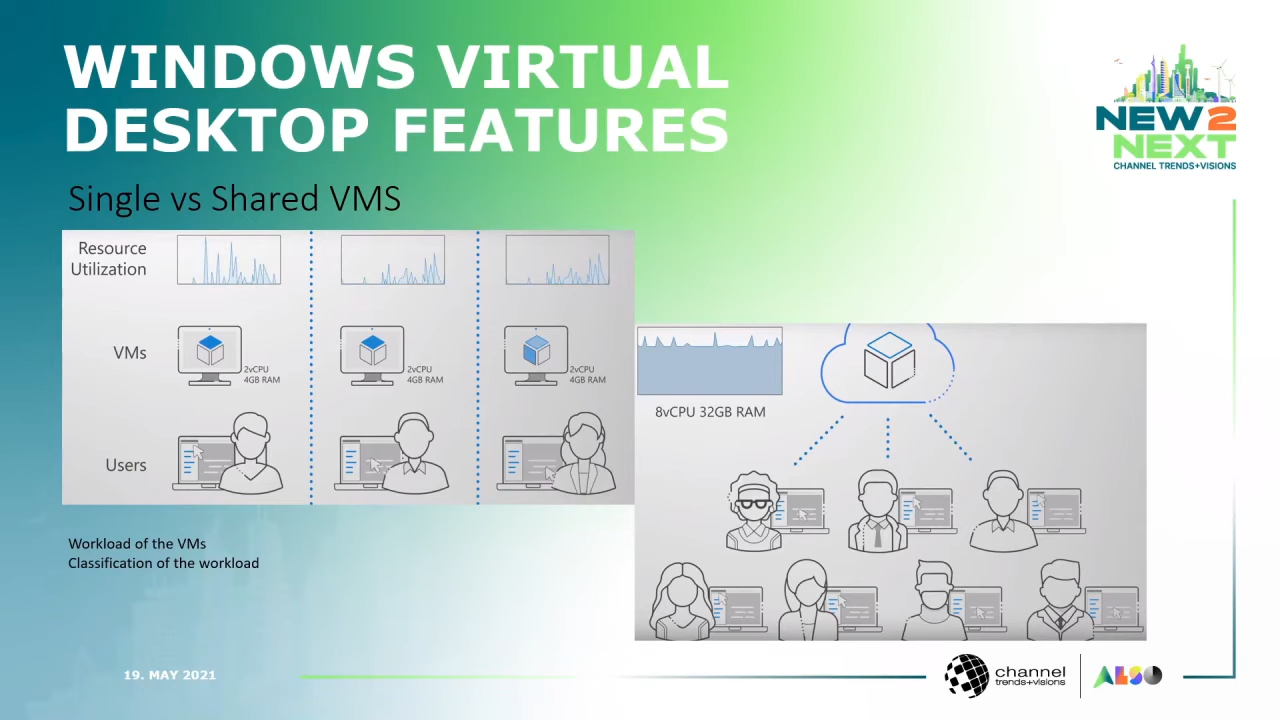 WINDOWS VIRTUAL
DESKTOP FEATURES
NEW2
NEXT
CHANNEL TRENDS+VISIONS
Single vs Shared VMS
Resource
Utilization
VMs
2vCPU
4GB RAM
2vCPU
4GB RAM
2vCPU
4GB RAM
Users
8vCPU 32GB RAM
Workload of the VMs
Classification of the workload
19. MAY 2021
channel
trends+visions
ALSO